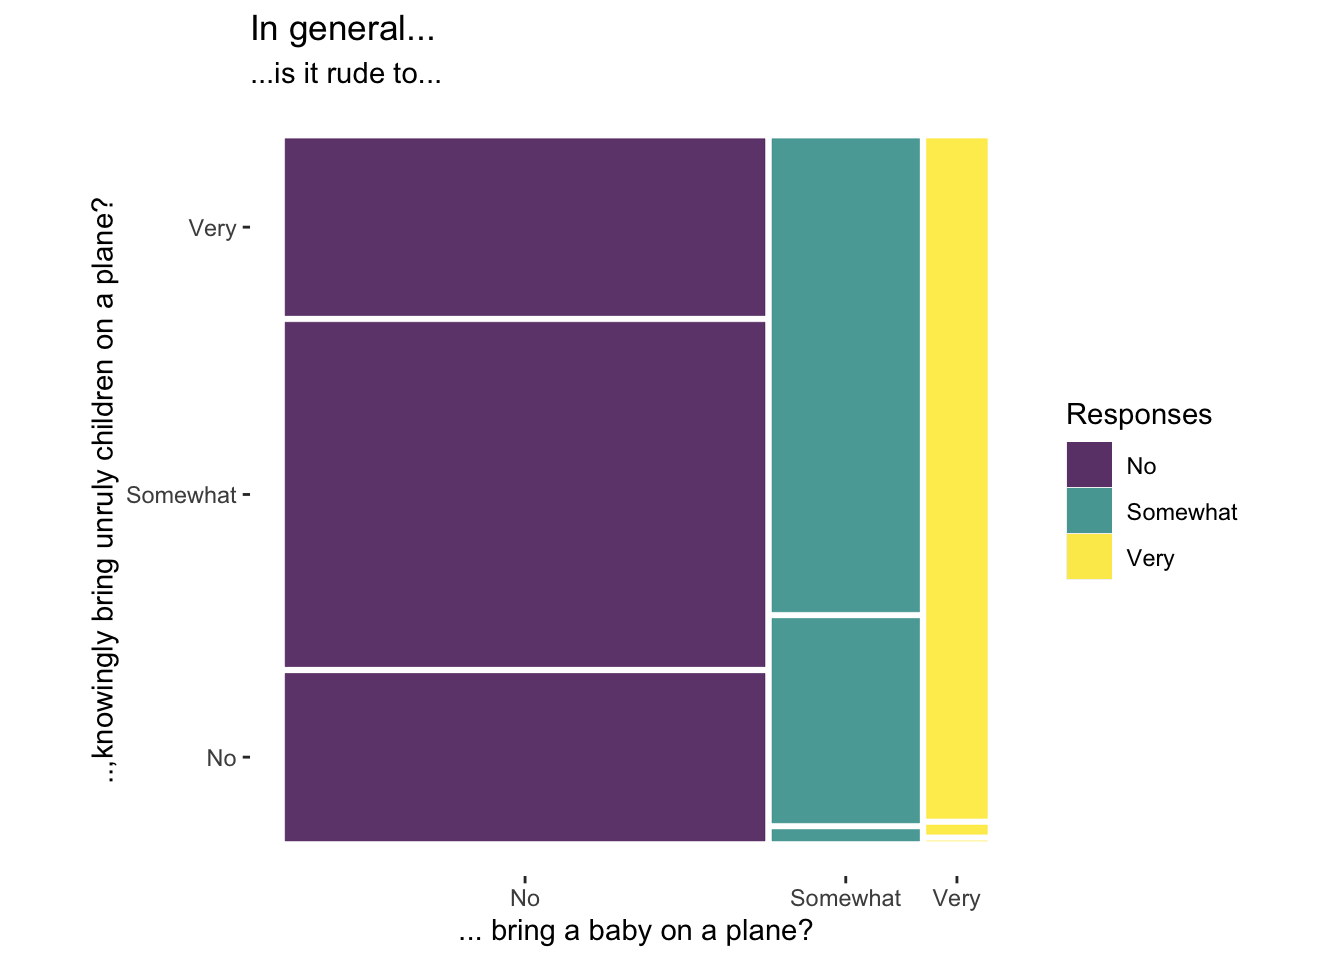 In general...
...is it rude to...
..,knowingly bring unruly children on a plane?
Very
Somewhat
No
No
Somewhat
Very
... bring a baby on a plane?
Responses
No
Somewhat
Very